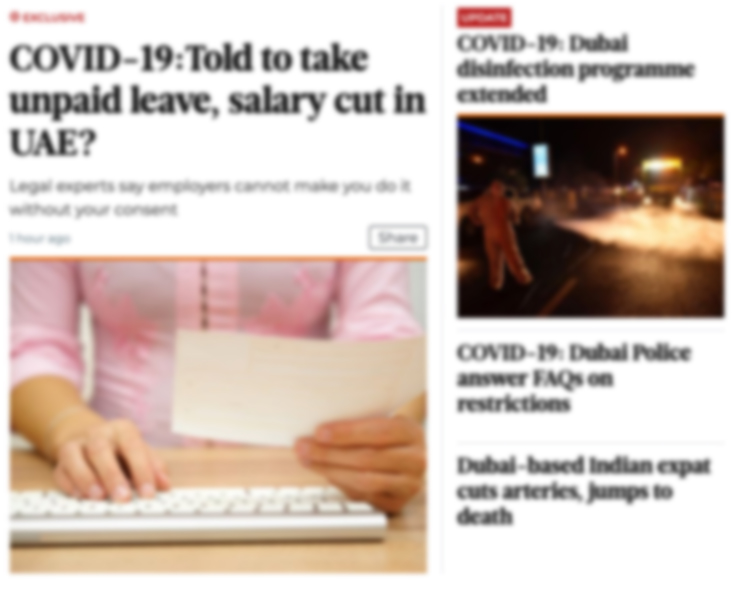 EXCLUSIVE
COVID-19:Told to take
unpaid leave, salary cut in
UAE?
Legal experts say employers cannot make you do it
without your consent
1 hour ago
Share
UPDATE
COVID-19: Dubai
disinfection programme
extended
COVID-19: Dubai Police
answer FAQs on
restrictions
Dubai-based Indian expat
cuts arteries, jumps to
death